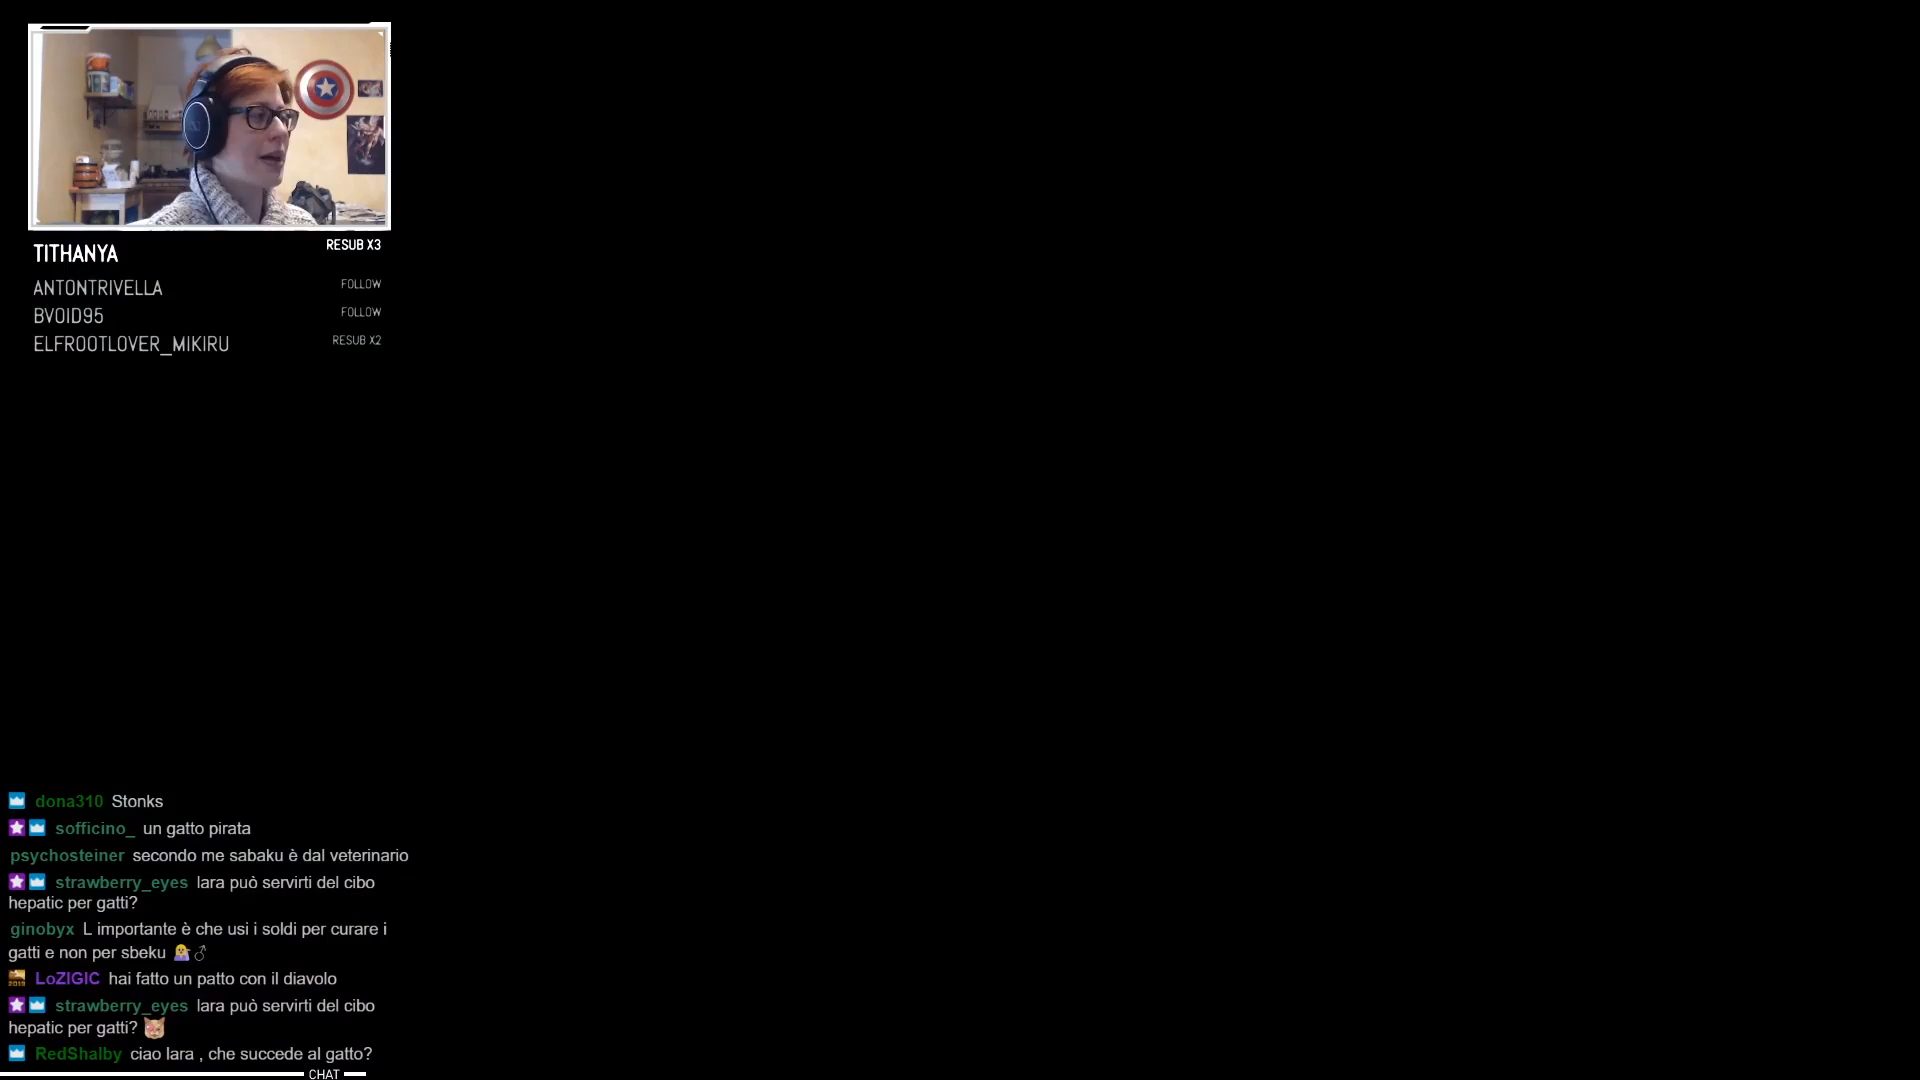 TITHANYA RESUB X3
ANTONTRIVELLA FOLLOW
BVOID95 FOLLOW
ELFROOTLOVER_MIKIRU RESUB X2
dona310 Stonks
sofficino_ un gatto pirata
psychosteiner secondo me sabaku è dal veterinario
strawberry_eyes lara può servirti del cibo
hepatic per gatti?
ginobyx L importante è che usi i soldi per curare i
gatti e non per sbeku 🤷♂
LoZIGIC hai fatto un patto con il diavolo
strawberry_eyes lara può servirti del cibo
hepatic per gatti?
RedShalby ciao lara , che succede al gatto?
CHAT